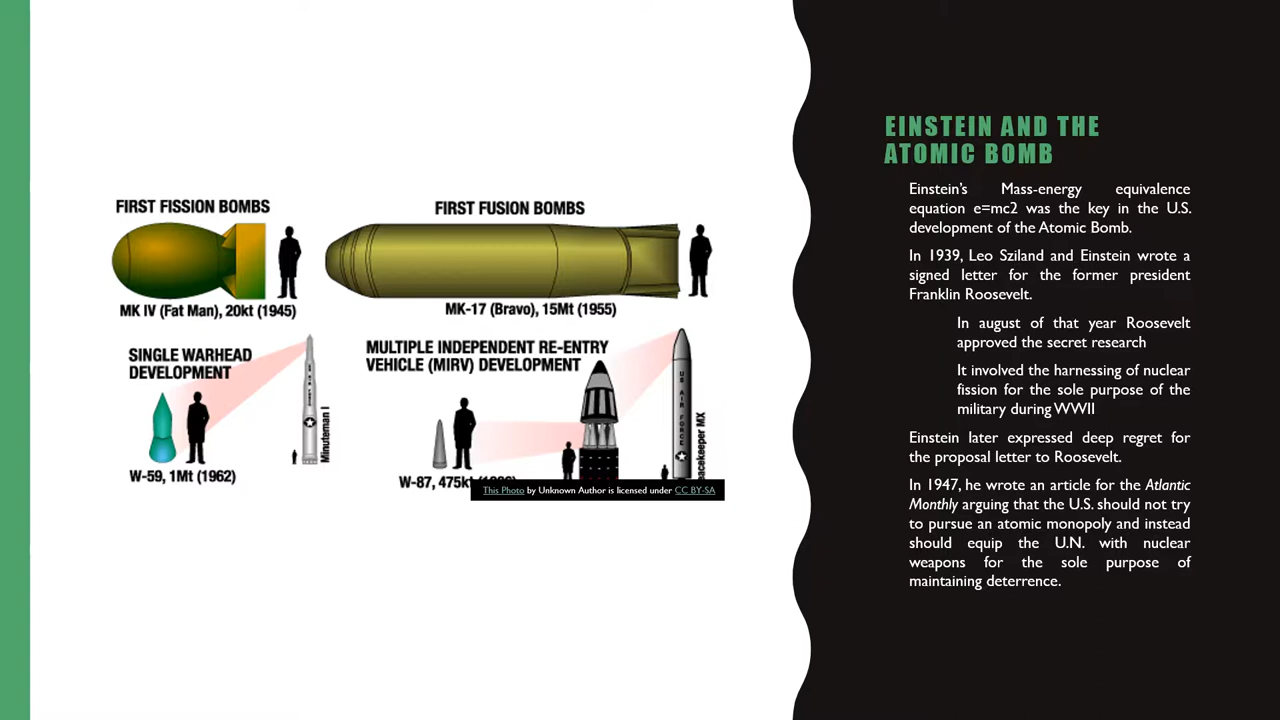 FIRST FISSION BOMBS
MK IV (Fat Man), 20kt (1945)
FIRST FUSION BOMBS
MK-17 (Bravo), 15Mt (1955)
SINGLE WARHEAD
DEVELOPMENT
Minuteman I
W-59, 1Mt (1962)
MULTIPLE INDEPENDENT RE-ENTRY
VEHICLE (MIRV) DEVELOPMENT
US AIR FORCE
W-87, 475kt
This Photo by Unknown Author is licensed under CC BY-SA
EINSTEIN AND THE
ATOMIC BOMB
Einstein's Mass-energy equivalence
equation e=mc2 was the key in the U.S.
development of the Atomic Bomb.
In 1939, Leo Sziland and Einstein wrote a
signed letter for the former president
Franklin Roosevelt.
In august of that year Roosevelt
approved the secret research
It involved the harnessing of nuclear
fission for the sole purpose of the
military during WWII
Einstein later expressed deep regret for
the proposal letter to Roosevelt.
In 1947, he wrote an article for the Atlantic
Monthly arguing that the U.S. should not try
to pursue an atomic monopoly and instead
should equip the U.N. with nuclear
weapons for the sole purpose of
maintaining deterrence.